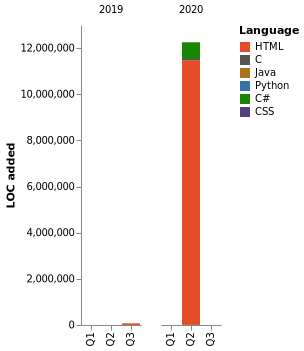 2019
2020
Language
HTML
C
Java
Python
C#
CSS
LOC added
12,000,000
10,000,000
8,000,000
6,000,000
4,000,000
2,000,000
0
Q1
Q2
Q3
Q1
Q2
Q3